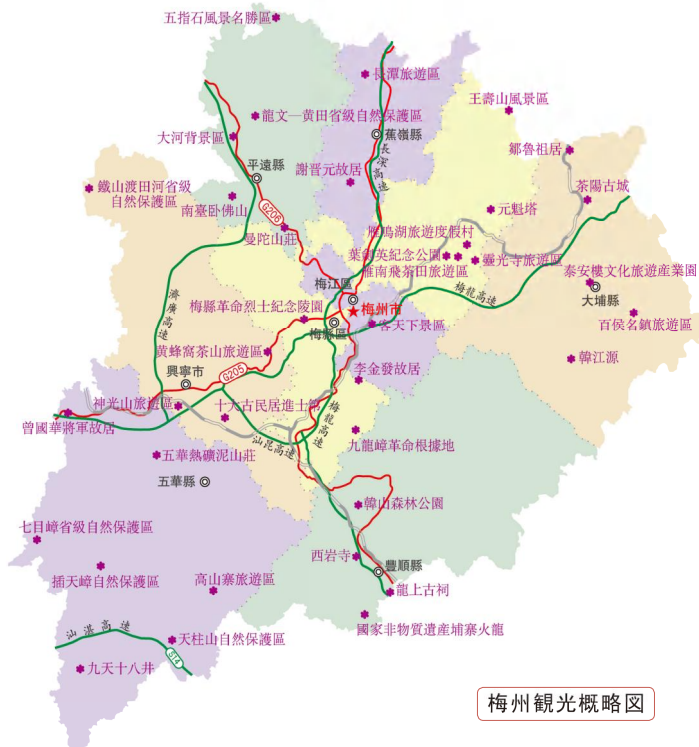 五指石風景名勝區
長潭旅遊區
王壽山風景區
龍文—黄田省級自然保護區
大河背景區
蕉嶺縣
長深高速
鄒魯祖居
平遠縣
謝晋元故居
鐵山渡田河省級
自然保護區
南臺卧佛山
G206
茶陽古城
元魁塔
曼陀山莊
雁鳴湖旅遊度假村
葉劍英紀念公園
靈光寺旅遊區
雁南飛茶田旅遊區
泰安樓文化旅遊産業園
梅江區
梅龍高速
大埔縣
濟廣高速
梅州市
梅縣革命烈士紀念陵園
梅縣區
客天下景區
百侯名鎮旅遊區
黄蜂窩茶山旅遊區
韓江源
G205
興寧市
李金發故居
神光山旅遊區
十大古民居進士第
梅龍高速
曾國華將軍故居
汕昆高速
九龍嶂革命根據地
五華熱礦泥山莊
五華縣
韓山森林公園
七目嶂省級自然保護區
西岩寺
豐順縣
插天嶂自然保護區
高山寨旅遊區
龍上古祠
國家非物質遺産埔寨火龍
汕湛高速
天柱山自然保護區
S14
九天十八井
梅州観光概略図